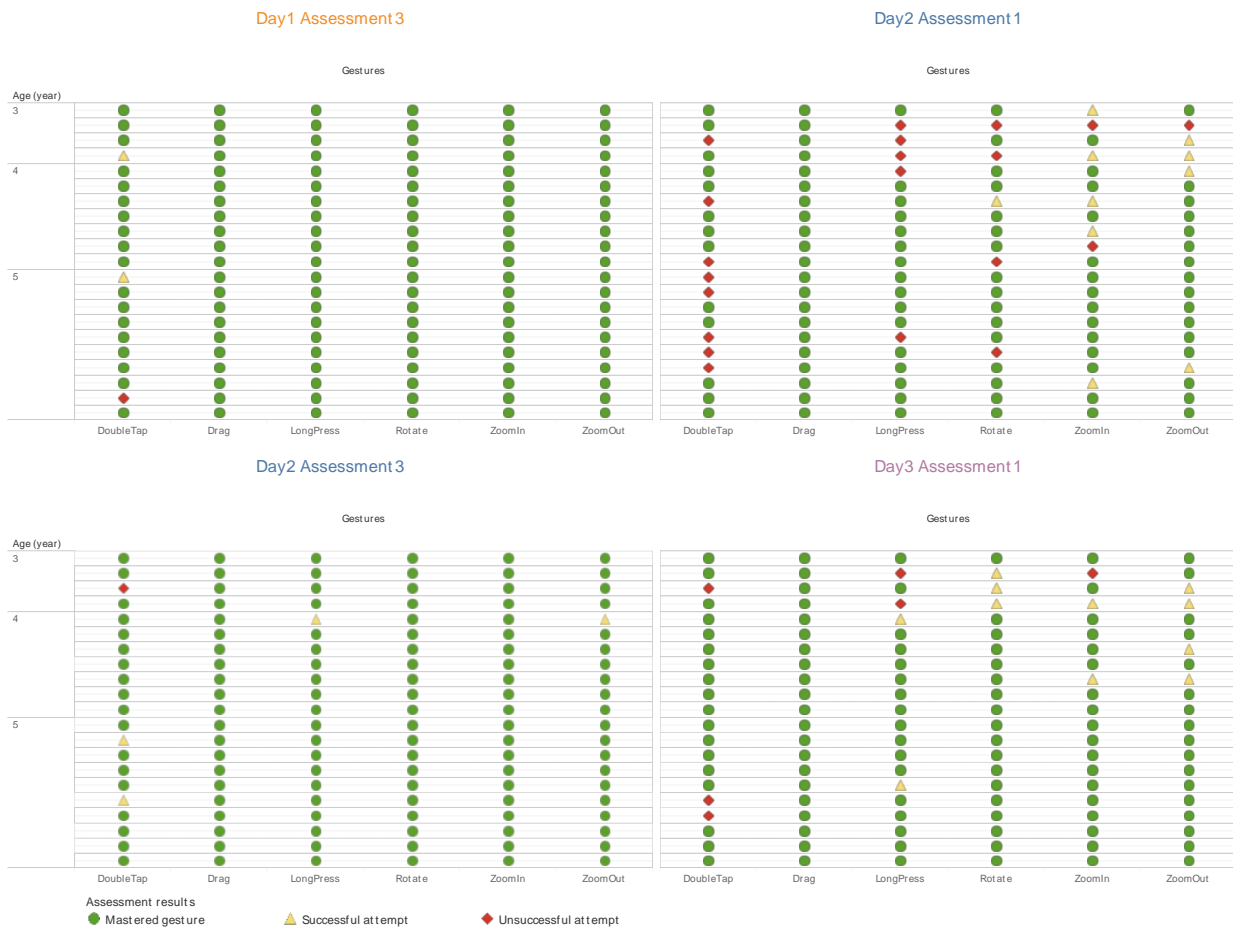 Day1 Assessment 3
Day2 Assessment 1
Gestures
Gestures
Age (year)
3
4
5
DoubleTap Drag LongPress Rotate ZoomIn ZoomOut
DoubleTap Drag LongPress Rotate ZoomIn ZoomOut
Day2 Assessment 3
Day3 Assessment 1
Gestures
Gestures
Age (year)
3
4
5
DoubleTap Drag LongPress Rotate ZoomIn ZoomOut
DoubleTap Drag LongPress Rotate ZoomIn ZoomOut
Assessment results
Mastered gesture Successful attempt Unsuccessful attempt